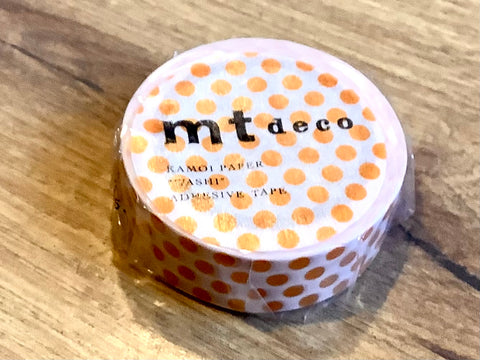 mt deco
KAMOI PAPER
"WASHI"
ADHESIVE TAPE